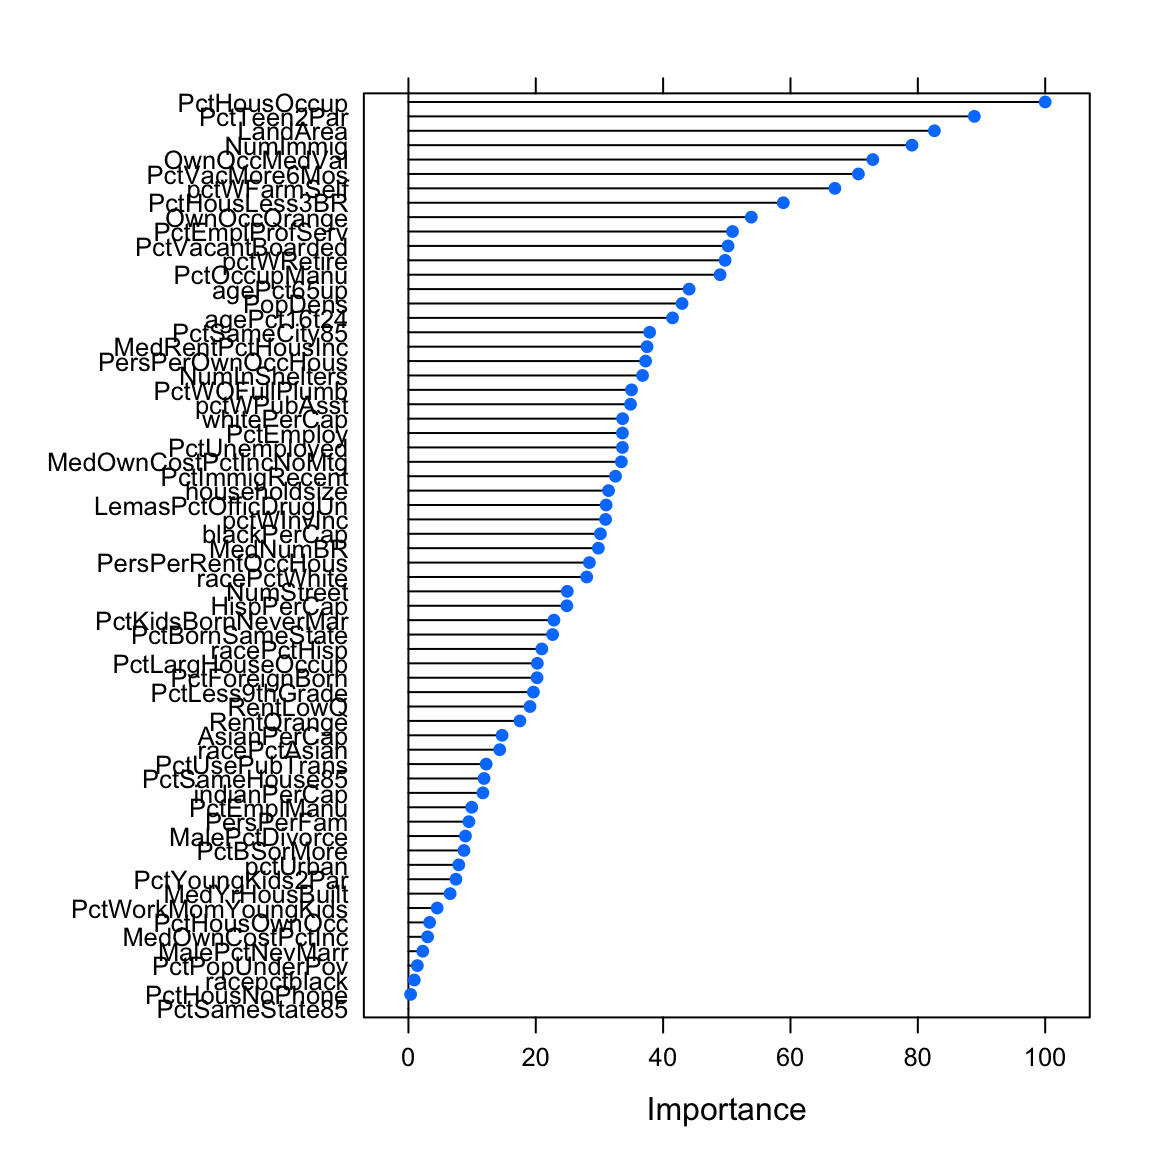 PctHousOccup
PctTeen2Par
LandArea
NumImmig
OwnOccMedVal
PctVacMore6Mos
pctWFarmSelf
PctHousLess3BR
OwnOccQrange
PctEmplProfServ
PctVacantBoarded
pctWRetire
PctOccupManu
agePct65up
PopDens
agePct16t24
PctSameCity85
MedRentPctHousInc
PersPerOwnOccHous
NumInShelters
PctWOFullPlumb
pctWPubAsst
whitePerCap
PctEmploy
PctUnemployed
MedOwnCostPctIncNoMtg
PctImmigRecent
householdsize
LemasPctOfficDrugUn
pctWInvInc
blackPerCap
MedNumBR
PersPerRentOccHous
racePctWhite
NumStreet
HispPerCap
PctKidsBornNeverMar
PctBornSameState
racePctHisp
PctLargHouseOccup
PctForeignBorn
PctLess9thGrade
RentLowQ
RentQrange
AsianPerCap
racePctAsian
PctUsePubTrans
PctSameHouse85
indianPerCap
PctEmplManu
PersPerFam
MalePctDivorce
PctBSorMore
pctUrban
PctYoungKids2Par
MedYrHousBuilt
PctWorkMomYoungKids
PctHousOwnOcc
MedOwnCostPctInc
MalePctNevMarr
PctPopUnderPov
racepctblack
PctHousNoPhone
PctSameState85
0 20 40 60 80 100
Importance